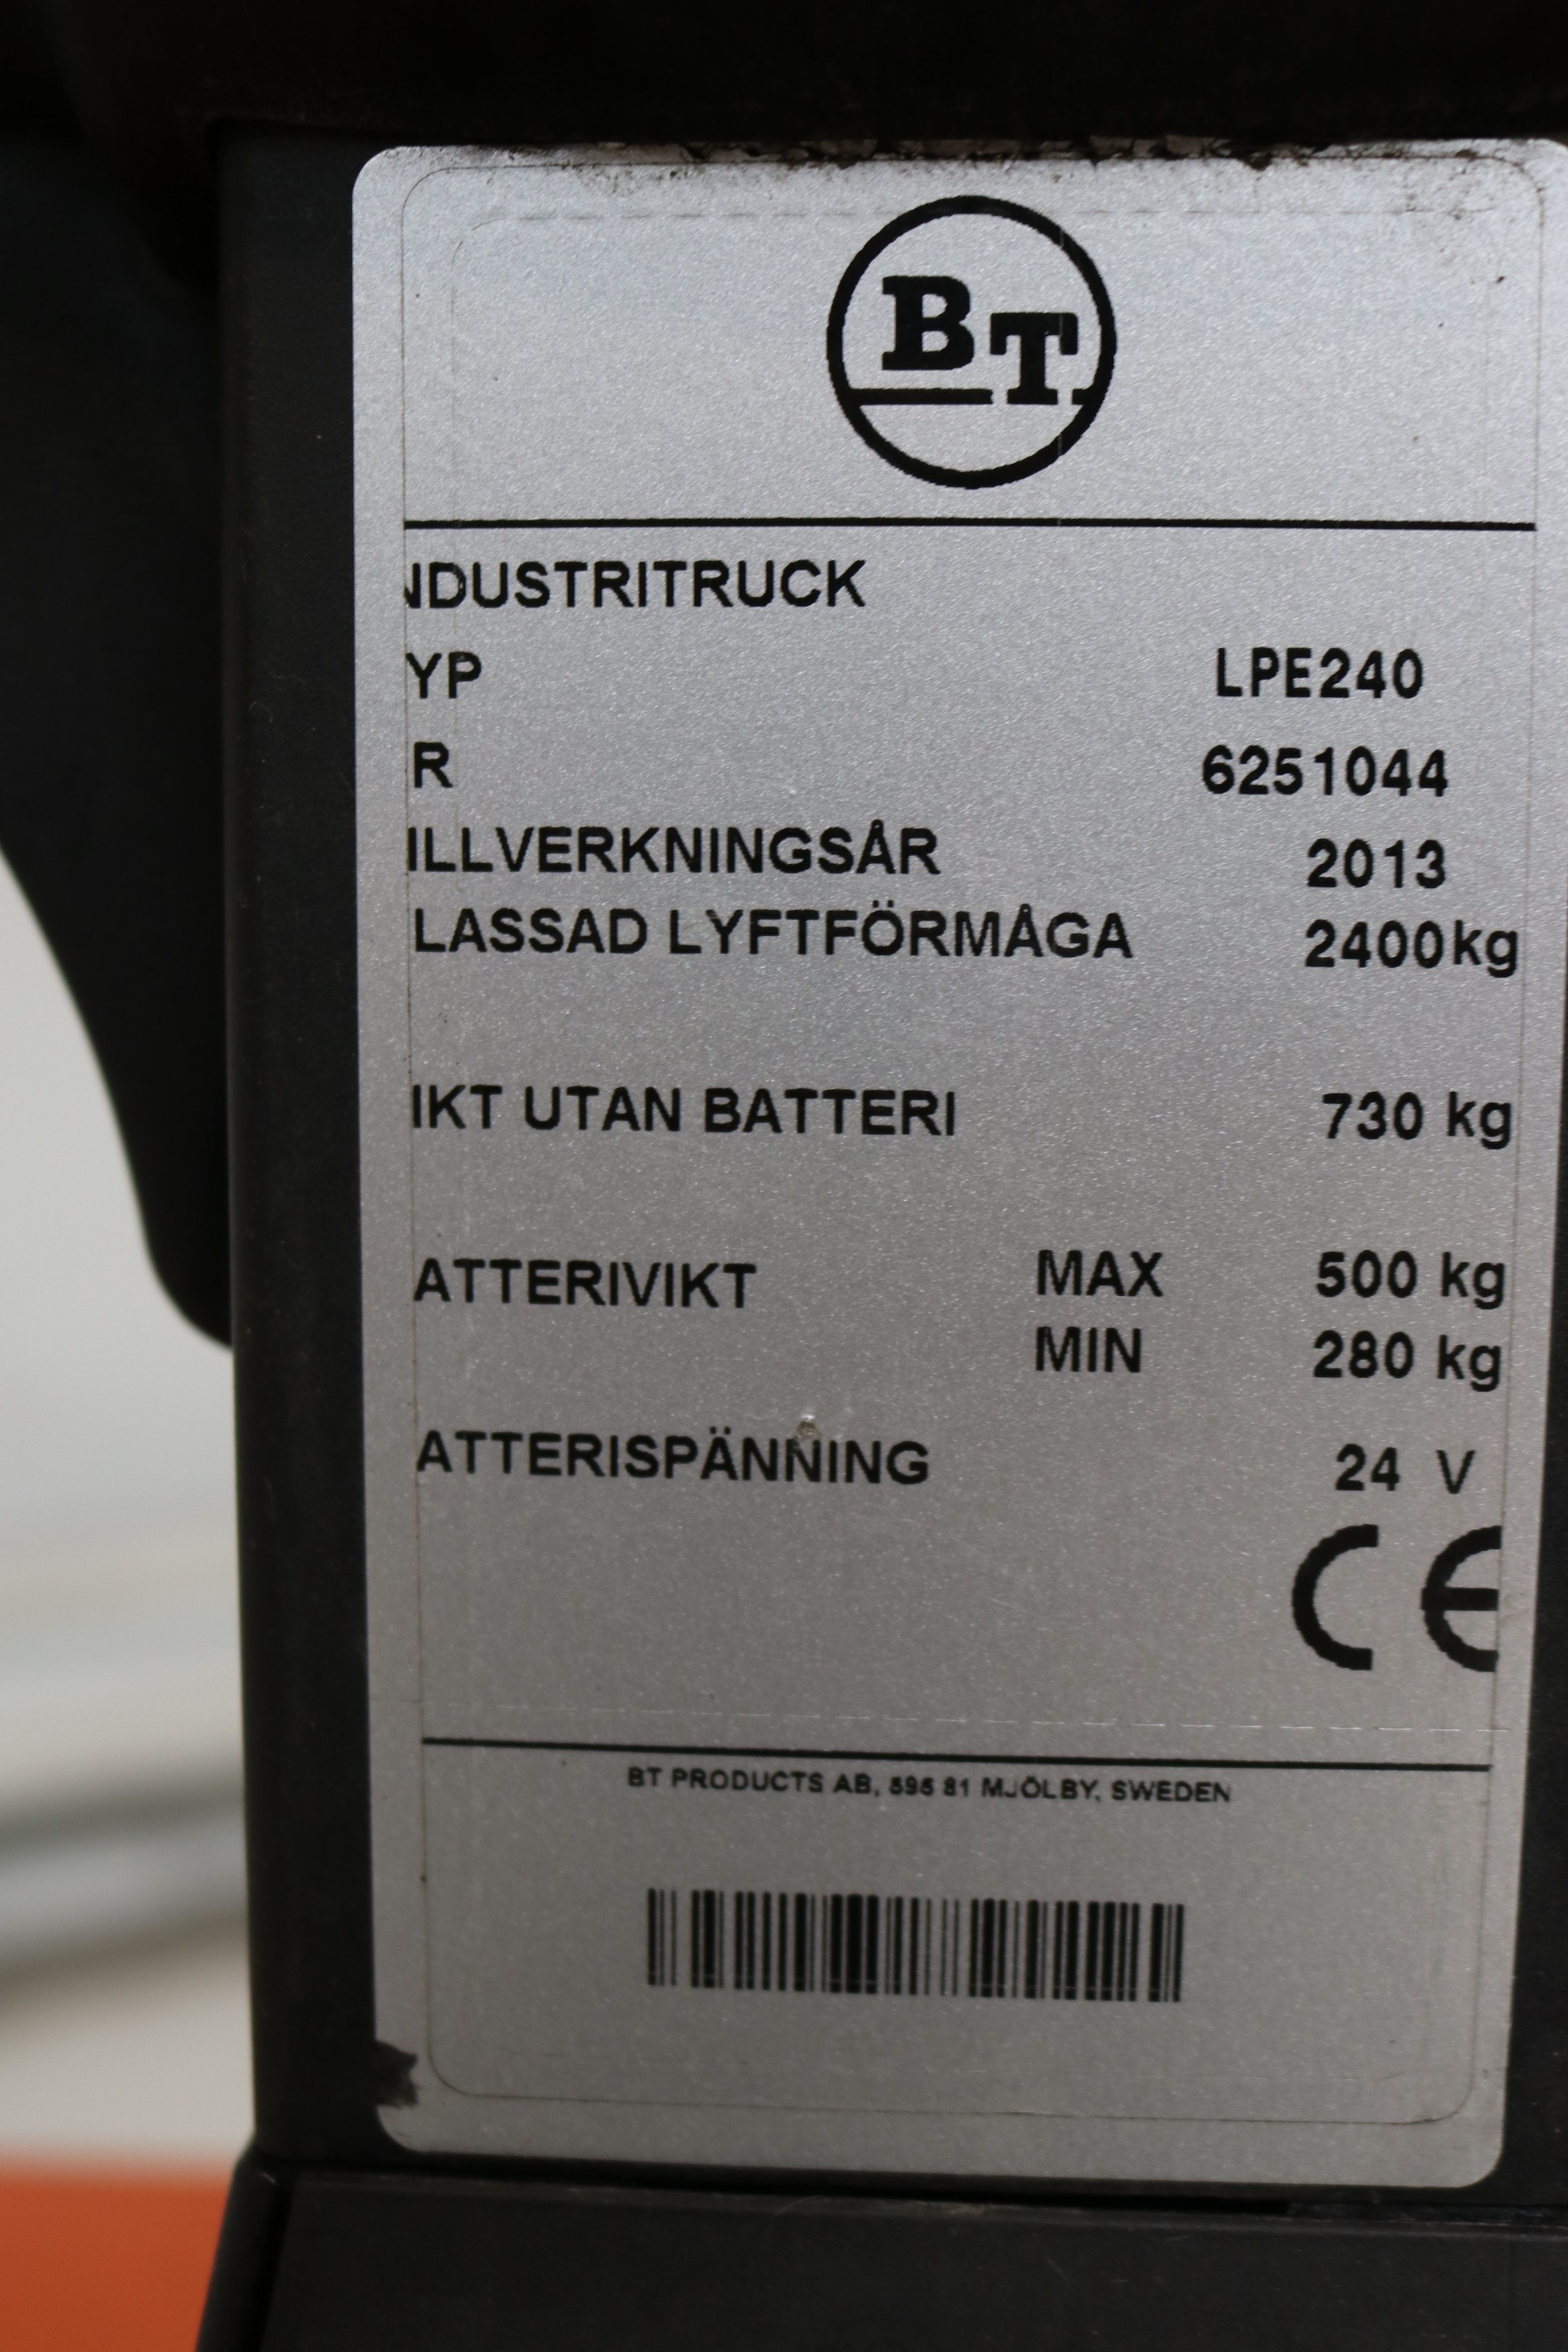 BT
NDUSTRITRUCK
YP LPE240
R 6251044
ILLVERKNINGSÅR 2013
LASSAD LYFTFÖRMÅGA 2400kg
IKT UTAN BATTERI 730 kg
ATTERIVIKT MAX 500 kg
MIN 280 kg
ATTERISPÄNNING 24 V
CE
BT PRODUCTS AB, 595 81 MJÖLBY, SWEDEN